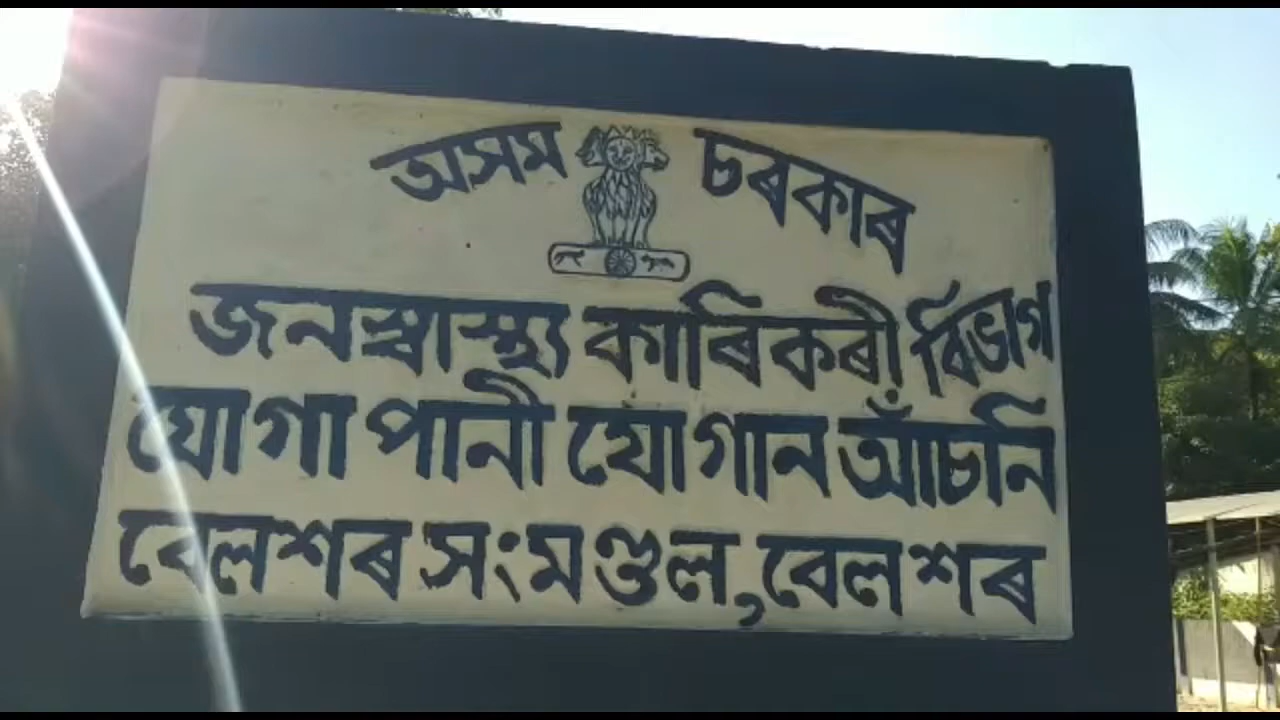 অসম চৰকাৰ
জনস্বাস্থ্য কাৰিকৰী বিভাগ
ঘোগা পানী যোগান আঁচনি
বেলশৰ সংমণ্ডল, বেলশৰ